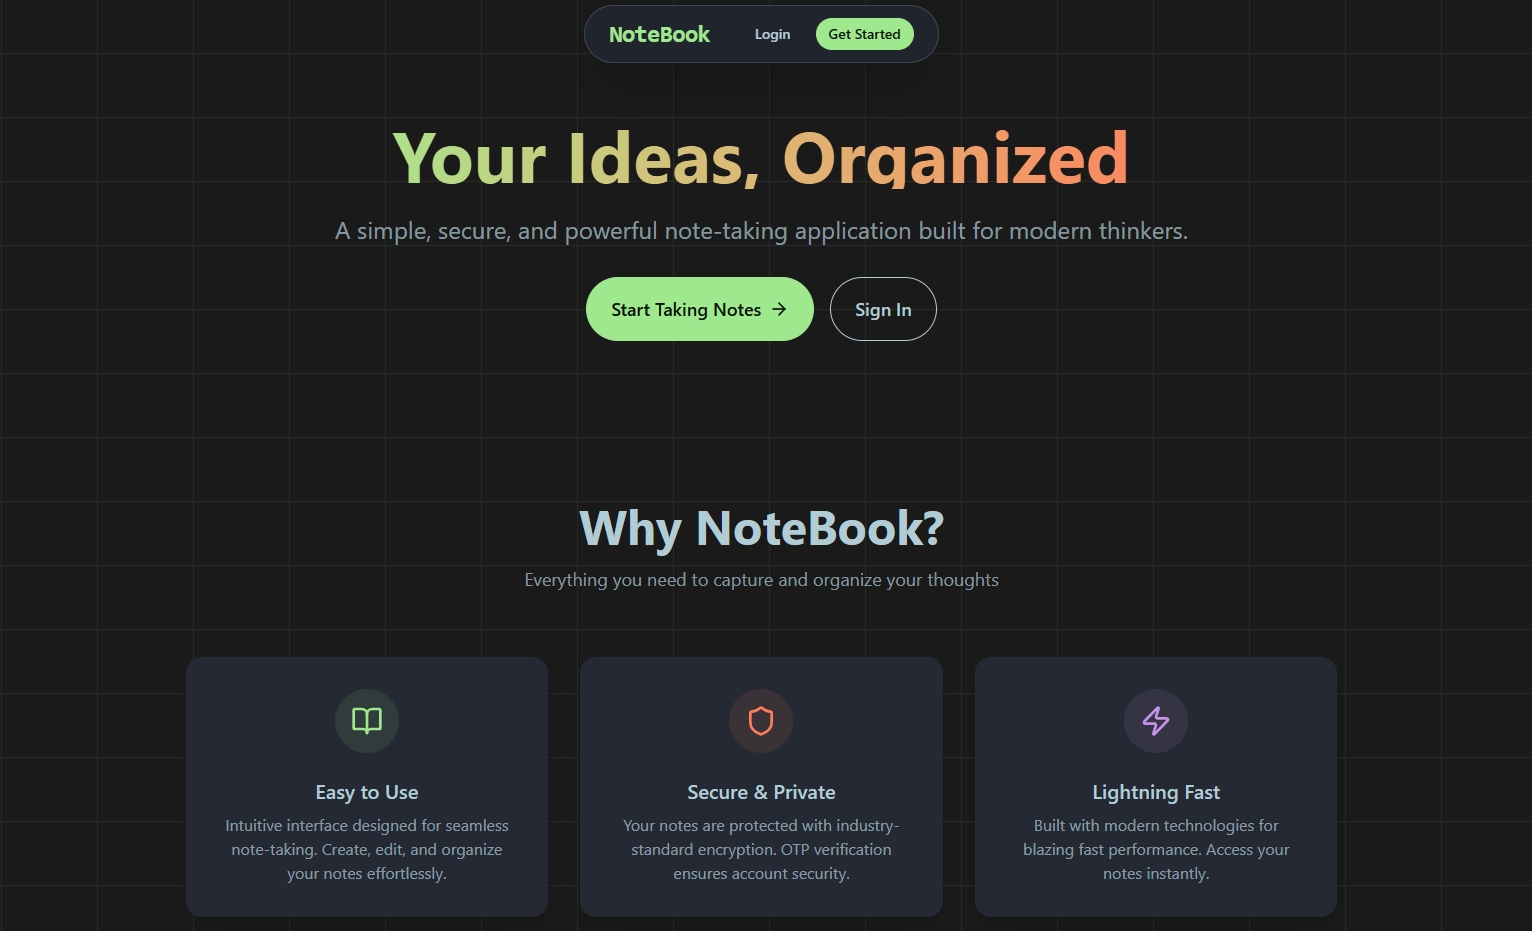 NoteBook
Login
Get Started
Your Ideas, Organized
A simple, secure, and powerful note-taking application built for modern thinkers.
Start Taking Notes →
Sign In
Why NoteBook?
Everything you need to capture and organize your thoughts
Easy to Use
Intuitive interface designed for seamless
note-taking. Create, edit, and organize
your notes effortlessly.
Secure & Private
Your notes are protected with industry-
standard encryption. OTP verification
ensures account security.
Lightning Fast
Built with modern technologies for
blazing fast performance. Access your
notes instantly.